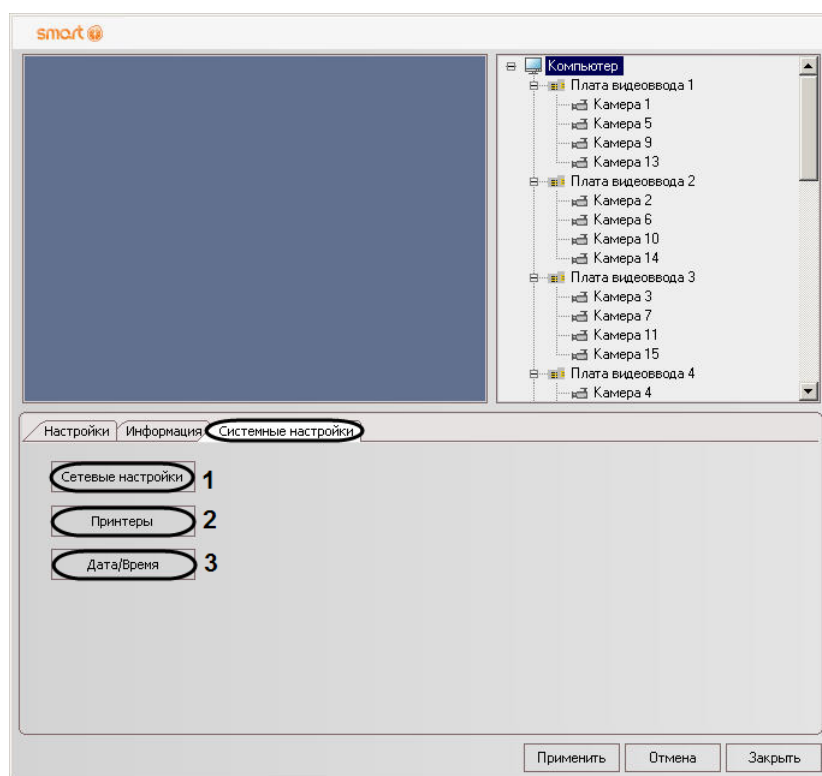 smart
Компьютер
Плата видеоввода 1
Камера 1
Камера 5
Камера 9
Камера 13
Плата видеоввода 2
Камера 2
Камера 6
Камера 10
Камера 14
Плата видеоввода 3
Камера 3
Камера 7
Камера 11
Камера 15
Плата видеоввода 4
Камера 4
Настройки Информация Системные настройки
Сетевые настройки 1
Принтеры 2
Дата/Время 3
Применить Отмена Закрыть